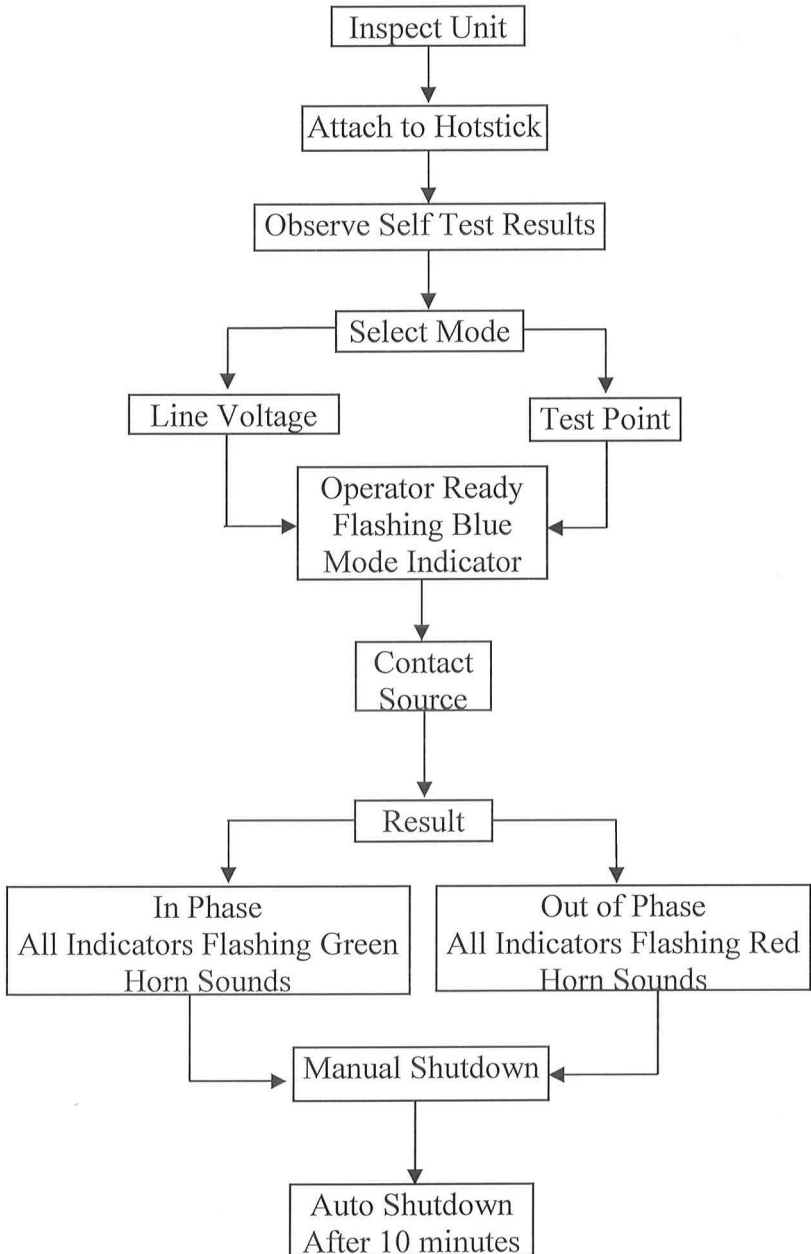 Inspect Unit
Attach to Hotstick
Observe Self Test Results
Select Mode
Line Voltage
Test Point
Operator Ready
Flashing Blue
Mode Indicator
Contact
Source
Result
In Phase
All Indicators Flashing Green
Horn Sounds
Out of Phase
All Indicators Flashing Red
Horn Sounds
Manual Shutdown
Auto Shutdown
After 10 minutes